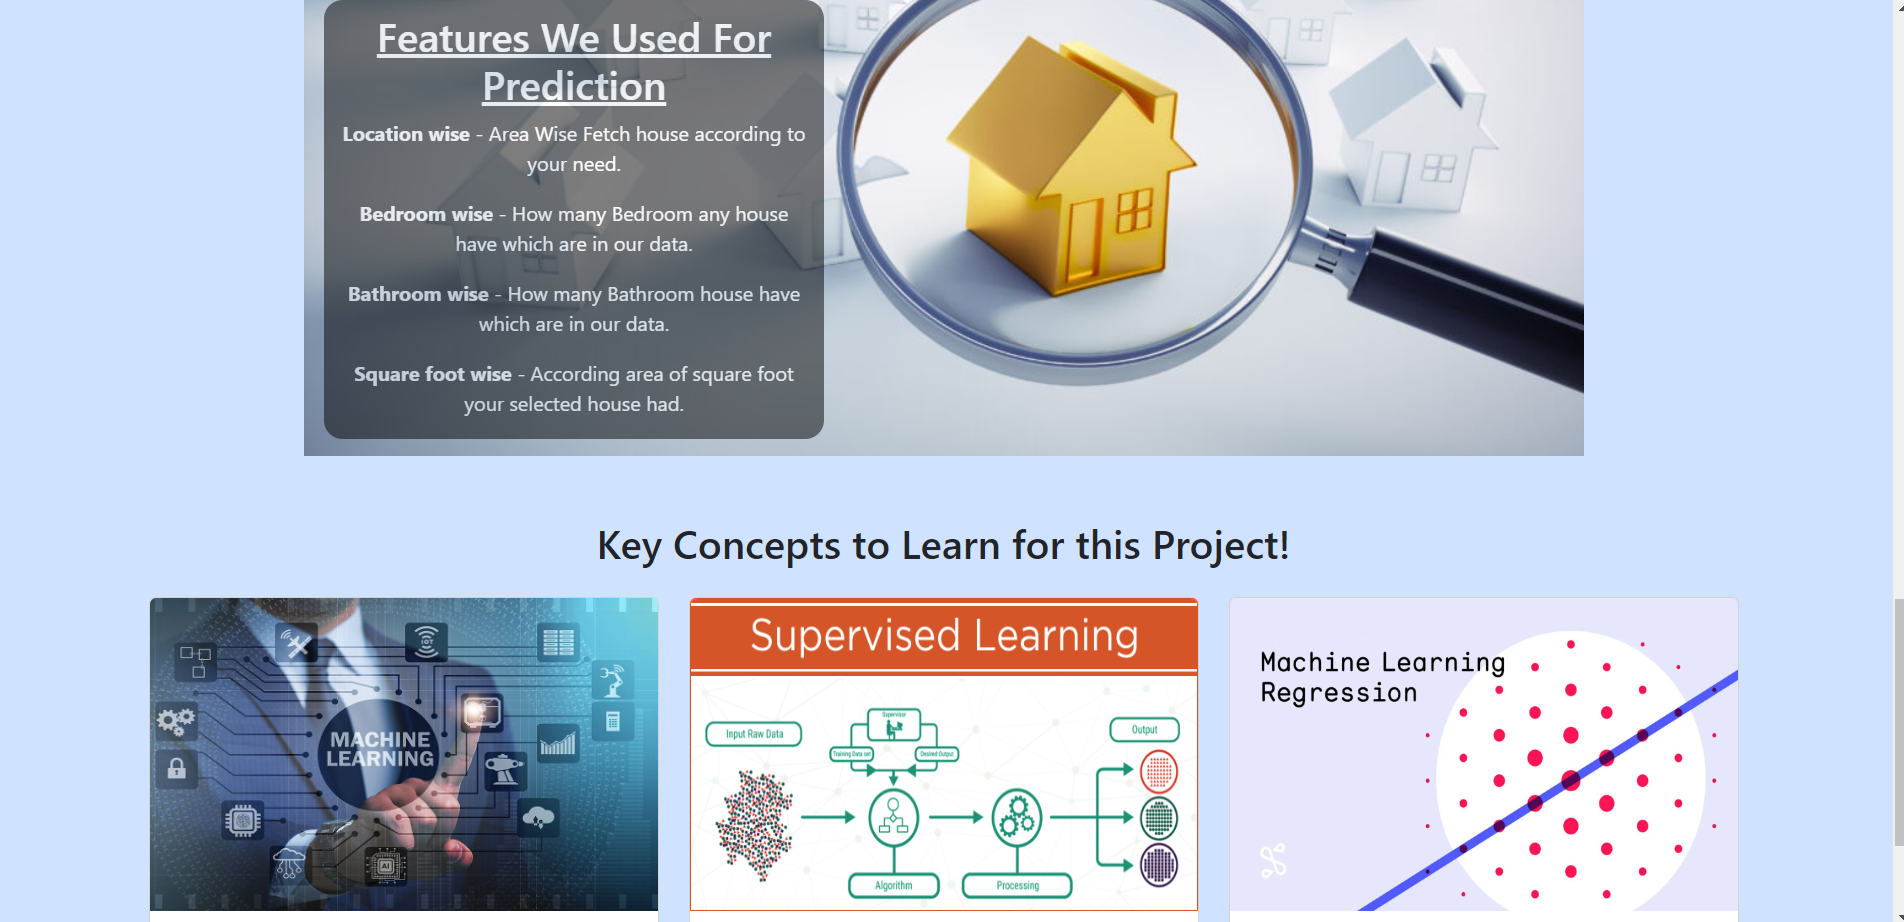 Features We Used For
Prediction
Location wise - Area Wise Fetch house according to
your need.
Bedroom wise - How many Bedroom any house
have which are in our data.
Bathroom wise - How many Bathroom house have
which are in our data.
Square foot wise - According area of square foot
your selected house had.
Key Concepts to Learn for this Project!
IOT
MACHINE
LEARNING
AI
Supervised Learning
Input Raw Data
Supervisor
Training Data set
Desired Output
Output
Algorithm
Processing
Machine Learning
Regression